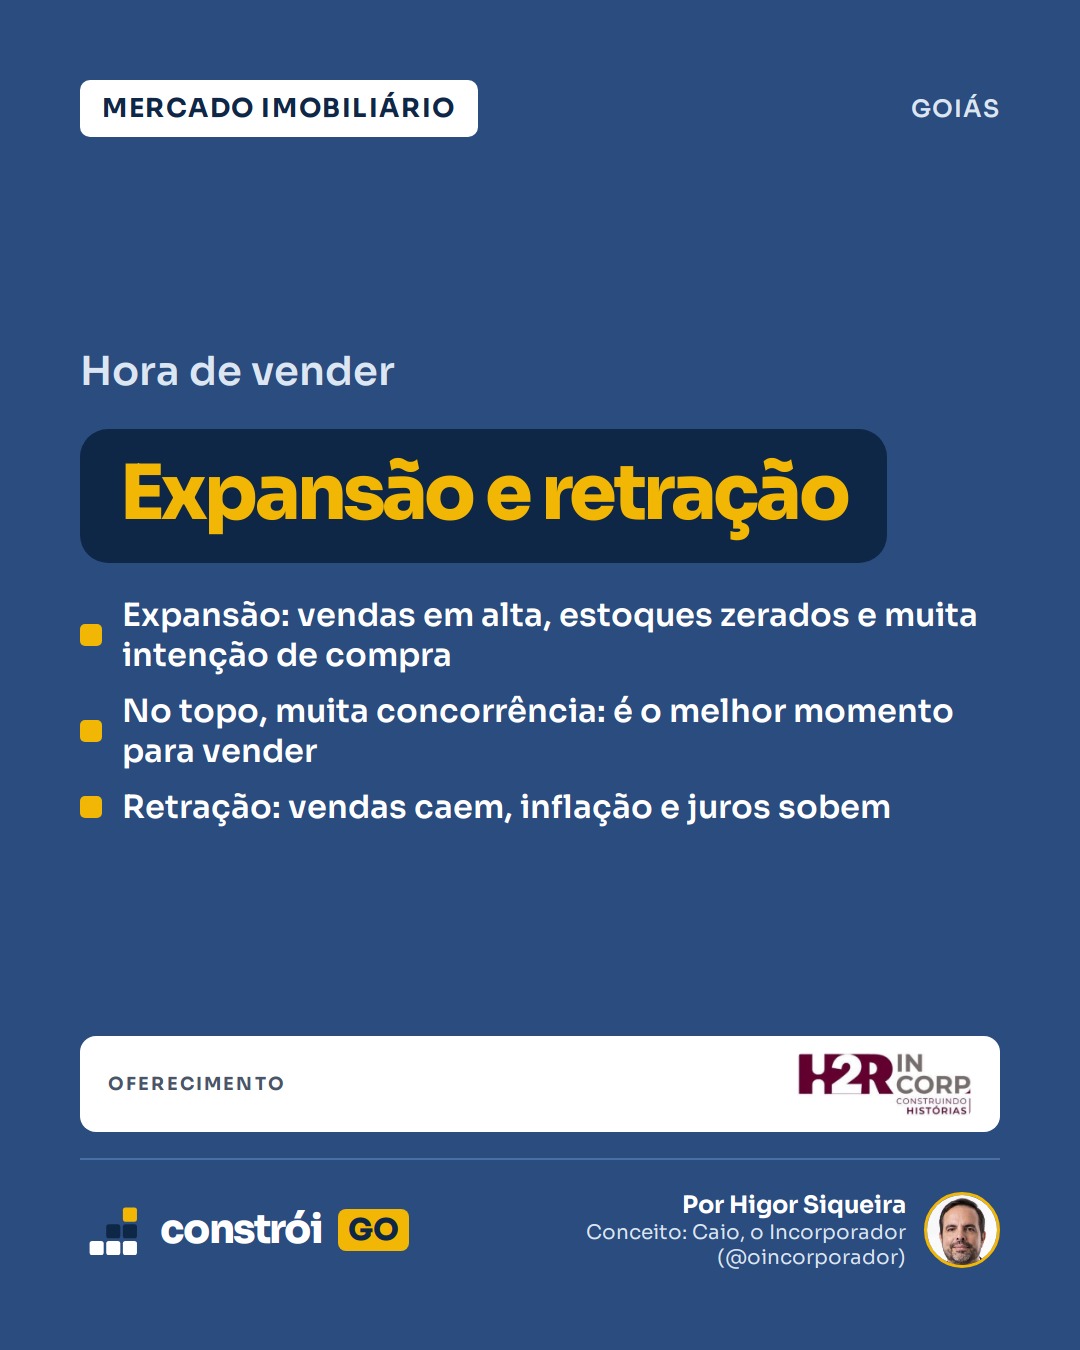 MERCADO IMOBILIÁRIO
GOIÁS
Hora de vender
Expansão e retração
Expansão: vendas em alta, estoques zerados e muita
intenção de compra
No topo, muita concorrência: é o melhor momento
para vender
Retração: vendas caem, inflação e juros sobem
OFERECIMENTO
H2R INCORP.
CONSTRUINDO
HISTÓRIAS
constrói GO
Por Higor Siqueira
Conceito: Caio, o Incorporador
(@oincorporador)